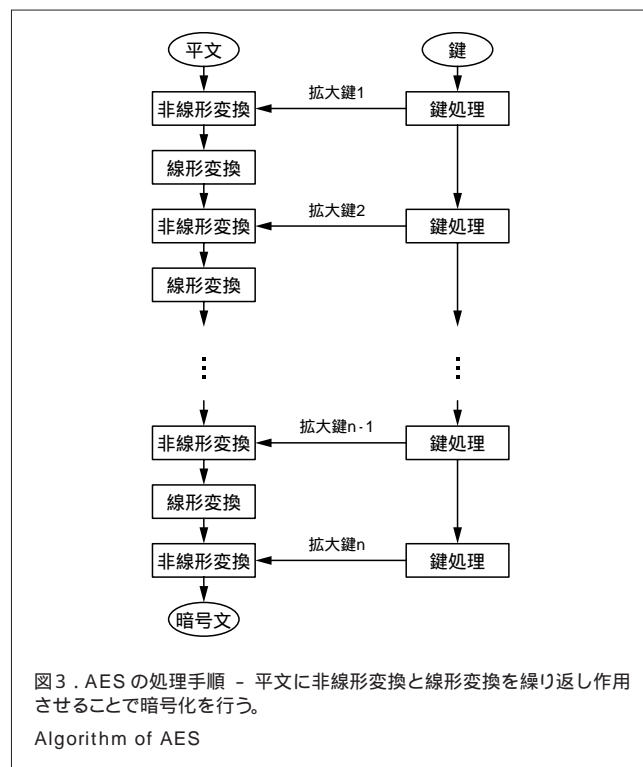 平文 鍵
非線形変換 拡大鍵1 鍵処理
線形変換
非線形変換 拡大鍵2 鍵処理
線形変換
⋮ ⋮
非線形変換 拡大鍵n-1 鍵処理
線形変換
非線形変換 拡大鍵n 鍵処理
暗号文
図3．AESの処理手順 － 平文に非線形変換と線形変換を繰り返し作用
させることで暗号化を行う。
Algorithm of AES